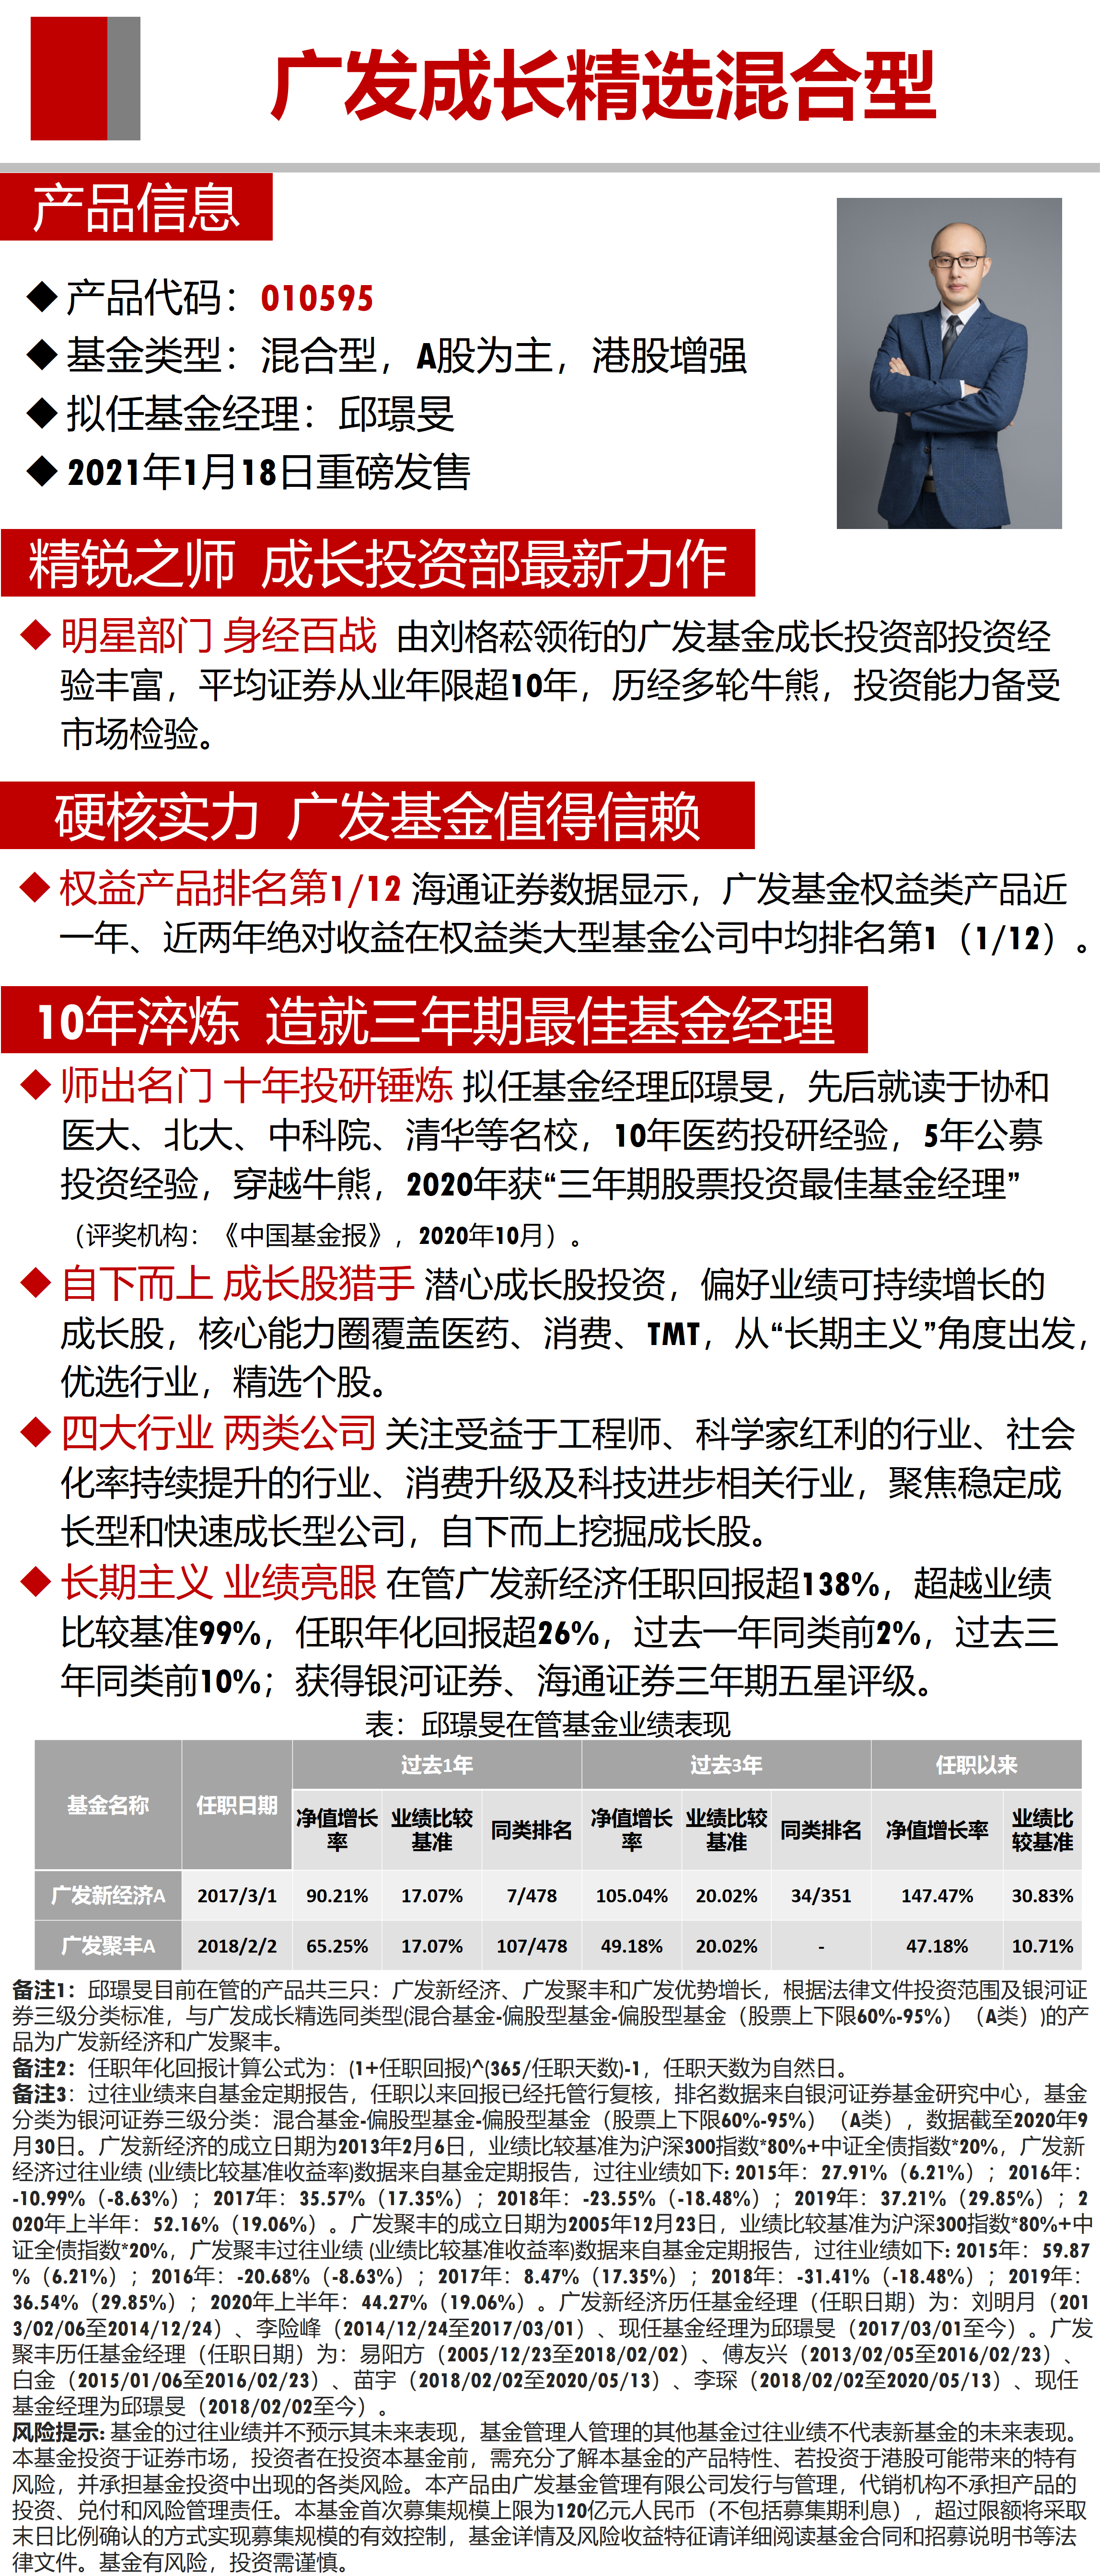 广发成长精选混合型
产品信息
◆ 产品代码：010595
◆ 基金类型：混合型，A股为主，港股增强
◆ 拟任基金经理：邱璟旻
◆ 2021年1月18日重磅发售
精锐之师 成长投资部最新力作
◆ 明星部门 身经百战 由刘格菘领衔的广发基金成长投资部投资经
验丰富，平均证券从业年限超10年，历经多轮牛熊，投资能力备受
市场检验。
硬核实力 广发基金值得信赖
◆ 权益产品排名第1/12 海通证券数据显示，广发基金权益类产品近
一年、近两年绝对收益在权益类大型基金公司中均排名第1（1/12）。
10年淬炼 造就三年期最佳基金经理
◆ 师出名门 十年投研锤炼 拟任基金经理邱璟旻，先后就读于协和
医大、北大、中科院、清华等名校，10年医药投研经验，5年公募
投资经验，穿越牛熊，2020年获“三年期股票投资最佳基金经理”
（评奖机构：《中国基金报》，2020年10月）。
◆ 自下而上 成长股猎手 潜心成长股投资，偏好业绩可持续增长的
成长股，核心能力圈覆盖医药、消费、TMT，从“长期主义”角度出发，
优选行业，精选个股。
◆ 四大行业 两类公司 关注受益于工程师、科学家红利的行业、社会
化率持续提升的行业、消费升级及科技进步相关行业，聚焦稳定成
长型和快速成长型公司，自下而上挖掘成长股。
◆ 长期主义 业绩亮眼 在管广发新经济任职回报超138%，超越业绩
比较基准99%，任职年化回报超26%，过去一年同类前2%，过去三
年同类前10%；获得银河证券、海通证券三年期五星评级。
表：邱璟旻在管基金业绩表现
基金名称 任职日期 过去1年 过去3年 任职以来
净值增长率 业绩比较基准 同类排名 净值增长率 业绩比较基准 同类排名 净值增长率 业绩比较基准
广发新经济A 2017/3/1 90.21% 17.07% 7/478 105.04% 20.02% 34/351 147.47% 30.83%
广发聚丰A 2018/2/2 65.25% 17.07% 107/478 49.18% 20.02% - 47.18% 10.71%
备注1：邱璟旻目前在管的产品共三只：广发新经济、广发聚丰和广发优势增长，根据法律文件投资范围及银河证
券三级分类标准，与广发成长精选同类型(混合基金-偏股型基金-偏股型基金（股票上下限60%-95%）（A类）)的产
品为广发新经济和广发聚丰。
备注2：任职年化回报计算公式为：(1+任职回报)^(365/任职天数)-1，任职天数为自然日。
备注3：过往业绩来自基金定期报告，任职以来回报已经托管行复核，排名数据来自银河证券基金研究中心，基金
分类为银河证券三级分类：混合基金-偏股型基金-偏股型基金（股票上下限60%-95%）（A类），数据截至2020年9
月30日。广发新经济的成立日期为2013年2月6日，业绩比较基准为沪深300指数*80%+中证全债指数*20%，广发新
经济过往业绩 (业绩比较基准收益率)数据来自基金定期报告，过往业绩如下: 2015年：27.91%（6.21%）；2016年：
-10.99%（-8.63%）；2017年：35.57%（17.35%）；2018年：-23.55%（-18.48%）；2019年：37.21%（29.85%）；2
020年上半年：52.16%（19.06%）。广发聚丰的成立日期为2005年12月23日，业绩比较基准为沪深300指数*80%+中
证全债指数*20%，广发聚丰过往业绩 (业绩比较基准收益率)数据来自基金定期报告，过往业绩如下: 2015年：59.87
%（6.21%）；2016年：-20.68%（-8.63%）；2017年：8.47%（17.35%）；2018年：-31.41%（-18.48%）；2019年：
36.54%（29.85%）；2020年上半年：44.27%（19.06%）。广发新经济历任基金经理（任职日期）为：刘明月（201
3/02/06至2014/12/24）、李险峰（2014/12/24至2017/03/01）、现任基金经理为邱璟旻（2017/03/01至今）。广发
聚丰历任基金经理（任职日期）为：易阳方（2005/12/23至2018/02/02）、傅友兴（2013/02/05至2016/02/23）、
白金（2015/01/06至2016/02/23）、苗宇（2018/02/02至2020/05/13）、李琛（2018/02/02至2020/05/13）、现任
基金经理为邱璟旻（2018/02/02至今）。
风险提示: 基金的过往业绩并不预示其未来表现，基金管理人管理的其他基金过往业绩不代表新基金的未来表现。
本基金投资于证券市场，投资者在投资本基金前，需充分了解本基金的产品特性、若投资于港股可能带来的特有
风险，并承担基金投资中出现的各类风险。本产品由广发基金管理有限公司发行与管理，代销机构不承担产品的
投资、兑付和风险管理责任。本基金首次募集规模上限为120亿元人民币（不包括募集期利息），超过限额将采取
末日比例确认的方式实现募集规模的有效控制，基金详情及风险收益特征请详细阅读基金合同和招募说明书等法
律文件。基金有风险，投资需谨慎。